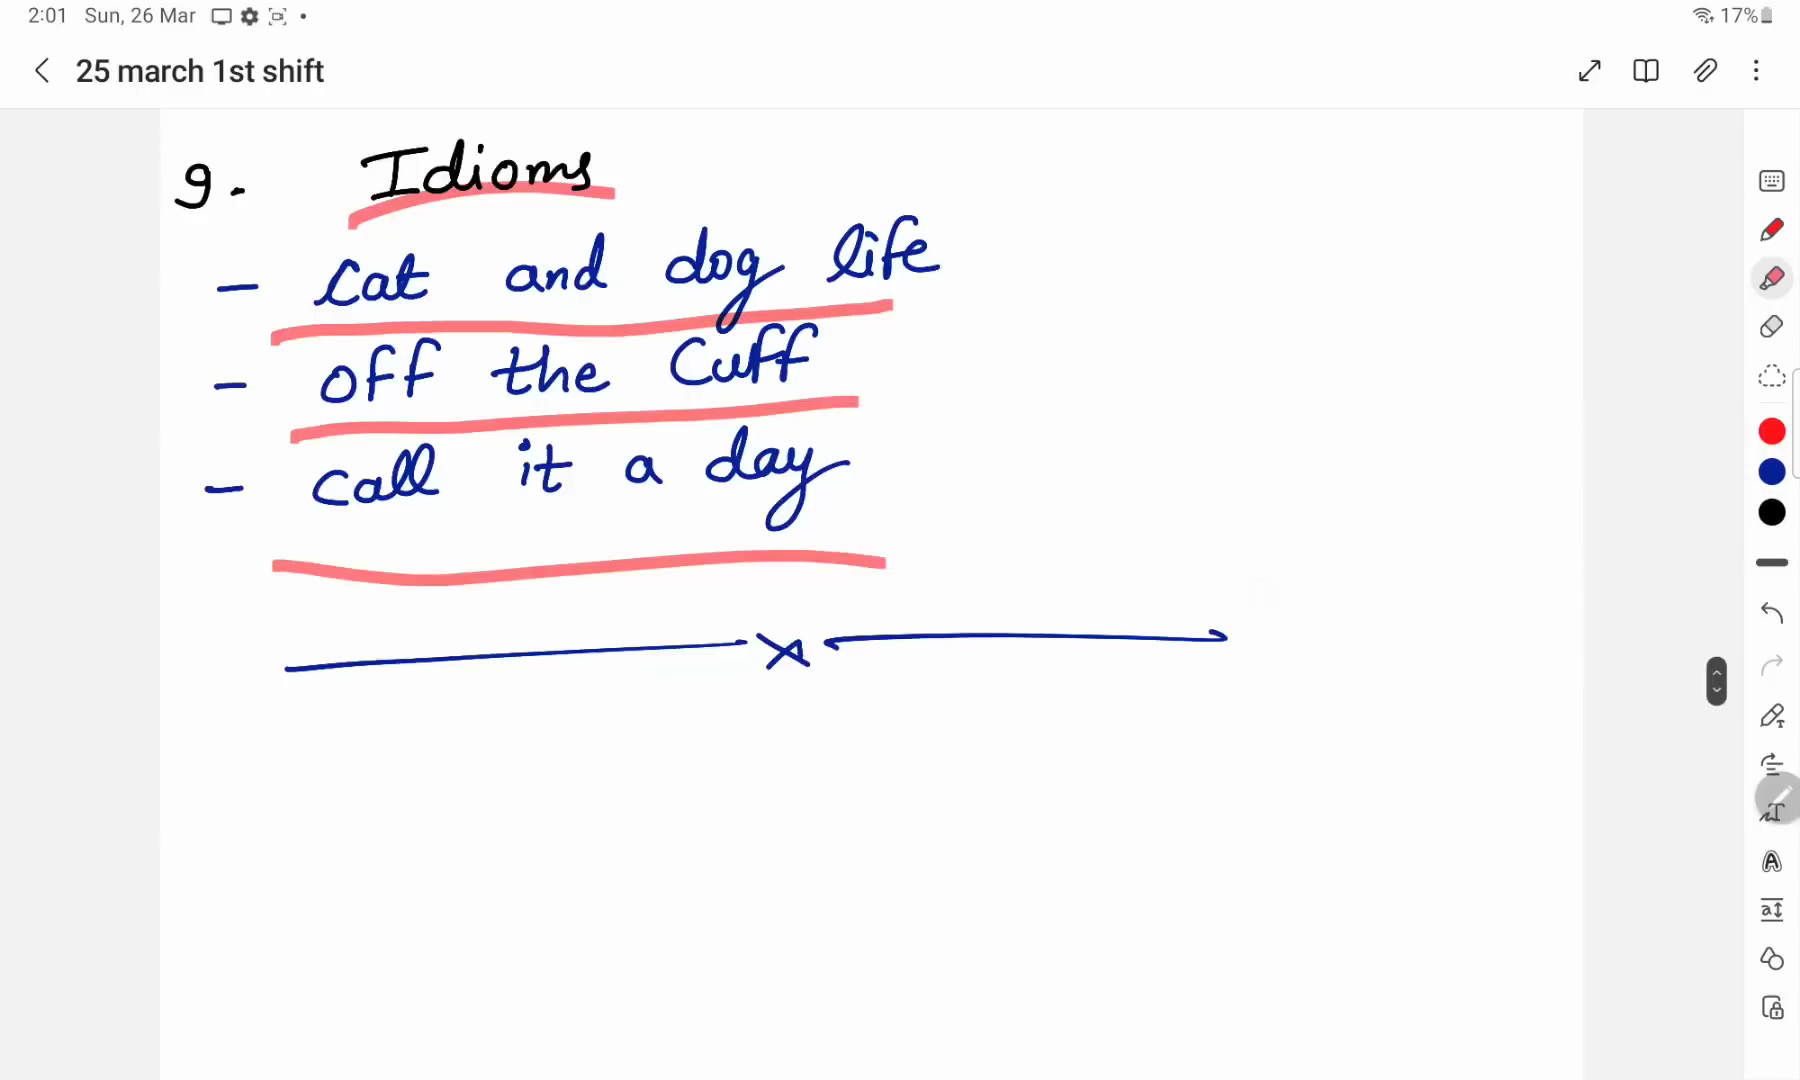 2:01 Sun, 26 Mar 17%
25 march 1st shift
9. Idioms
- Cat and dog life
- off the Cuff
- call it a day